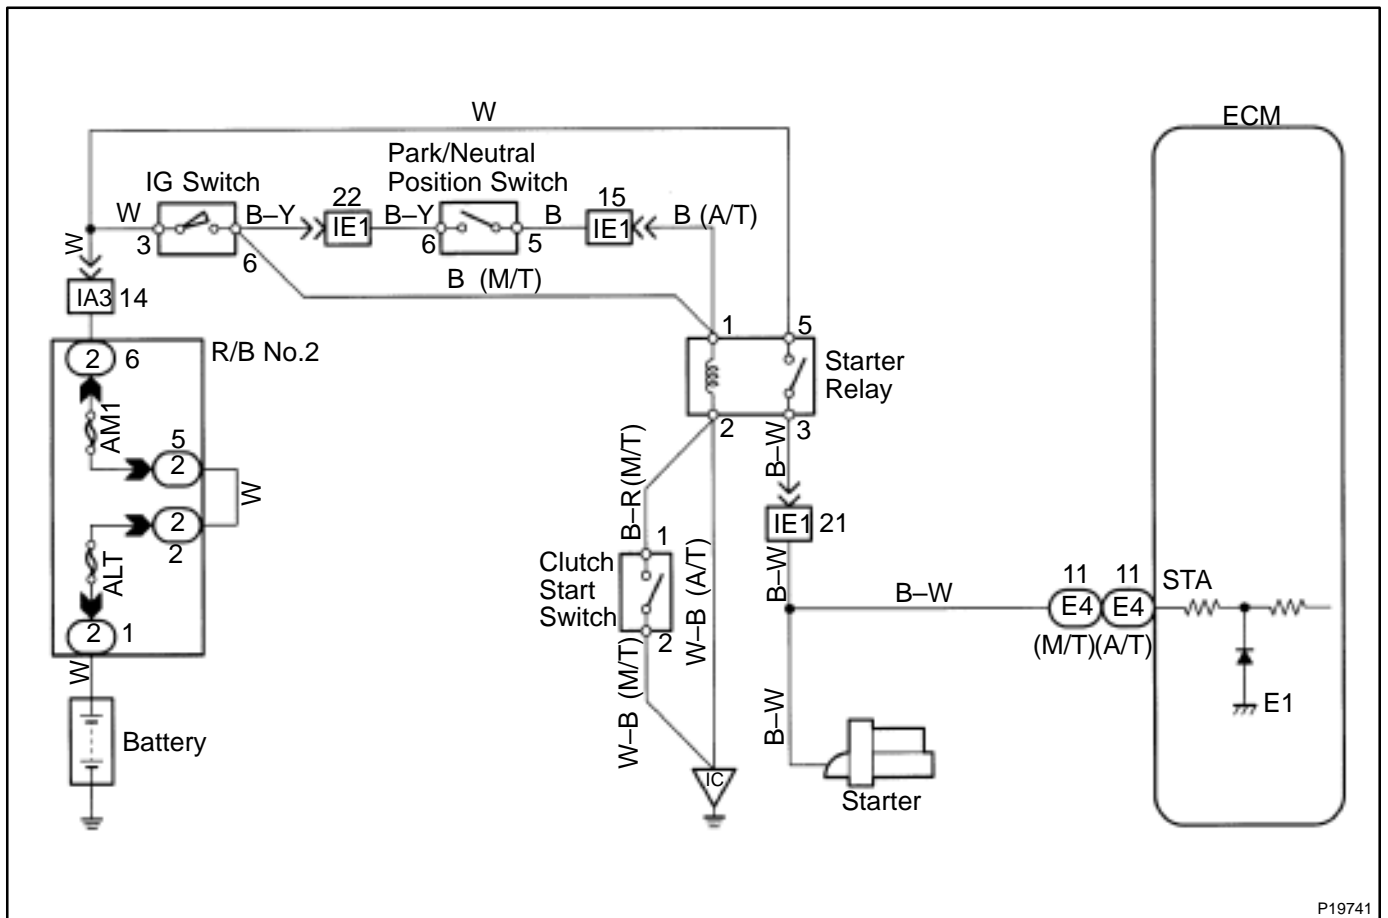 W
ECM
Park/Neutral
Position Switch
IG Switch
22
15
W
B–Y
IE1
B–Y
B
IE1
B (A/T)
3
6
6
5
W
B (M/T)
IA3
14
1
5
R/B No.2
2
6
Starter
Relay
AM1
5
2
W
2
2
ALT
2
1
W
Battery
2
3
B–R (M/T)
B–W
IE1
21
1
Clutch
Start
Switch
2
W–B (A/T)
B–W
B–W
11
11
STA
E4
E4
(M/T)
(A/T)
W–B (M/T)
B–W
E1
IC
Starter
P19741